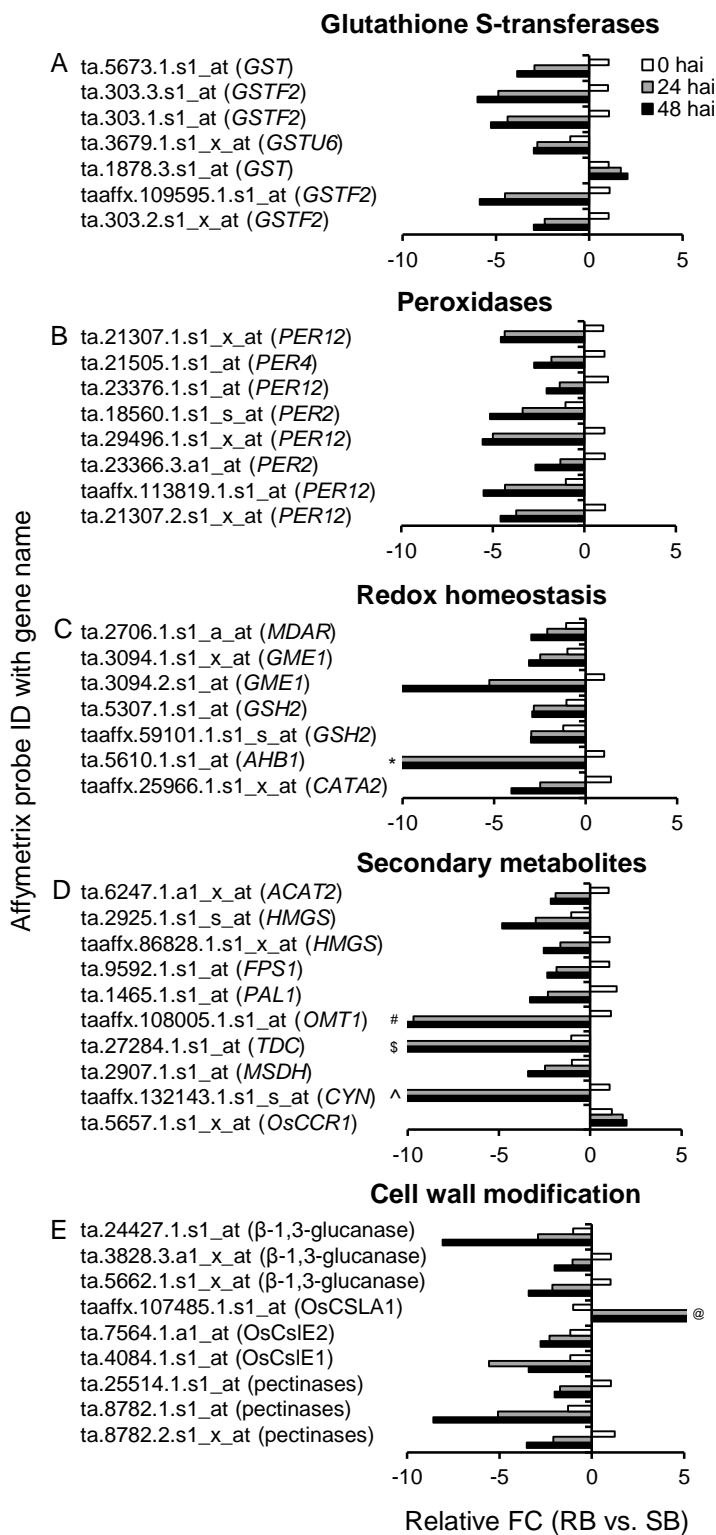 Glutathione S-transferases
A
ta.5673.1.s1_at (GST)
ta.303.3.s1_at (GSTF2)
ta.303.1.s1_at (GSTF2)
ta.3679.1.s1_x_at (GSTU6)
ta.1878.3.s1_at (GST)
taaffx.109595.1.s1_at (GSTF2)
ta.303.2.s1_x_at (GSTF2)
0 hai
24 hai
48 hai
-10 -5 0 5
Peroxidases
B
ta.21307.1.s1_x_at (PER12)
ta.21505.1.s1_at (PER4)
ta.23376.1.s1_at (PER12)
ta.18560.1.s1_s_at (PER2)
ta.29496.1.s1_x_at (PER12)
ta.23366.3.a1_at (PER2)
taaffx.113819.1.s1_at (PER12)
ta.21307.2.s1_x_at (PER12)
-10 -5 0 5
Redox homeostasis
C
ta.2706.1.s1_a_at (MDAR)
ta.3094.1.s1_x_at (GME1)
ta.3094.2.s1_at (GME1)
ta.5307.1.s1_at (GSH2)
taaffx.59101.1.s1_s_at (GSH2)
ta.5610.1.s1_at (AHB1) *
taaffx.25966.1.s1_x_at (CATA2)
-10 -5 0 5
Secondary metabolites
D
ta.6247.1.a1_x_at (ACAT2)
ta.2925.1.s1_s_at (HMGS)
taaffx.86828.1.s1_x_at (HMGS)
ta.9592.1.s1_at (FPS1)
ta.1465.1.s1_at (PAL1)
taaffx.108005.1.s1_at (OMT1) #
ta.27284.1.s1_at (TDC) $
ta.2907.1.s1_at (MSDH)
taaffx.132143.1.s1_s_at (CYN) ^
ta.5657.1.s1_x_at (OsCCR1)
-10 -5 0 5
Cell wall modification
E
ta.24427.1.s1_at (β-1,3-glucanase)
ta.3828.3.a1_x_at (β-1,3-glucanase)
ta.5662.1.s1_x_at (β-1,3-glucanase)
taaffx.107485.1.s1_at (OsCSLA1) @
ta.7564.1.a1_at (OsCslE2)
ta.4084.1.s1_at (OsCslE1)
ta.25514.1.s1_at (pectinases)
ta.8782.1.s1_at (pectinases)
ta.8782.2.s1_x_at (pectinases)
-10 -5 0 5
Relative FC (RB vs. SB)
Affymetrix probe ID with gene name